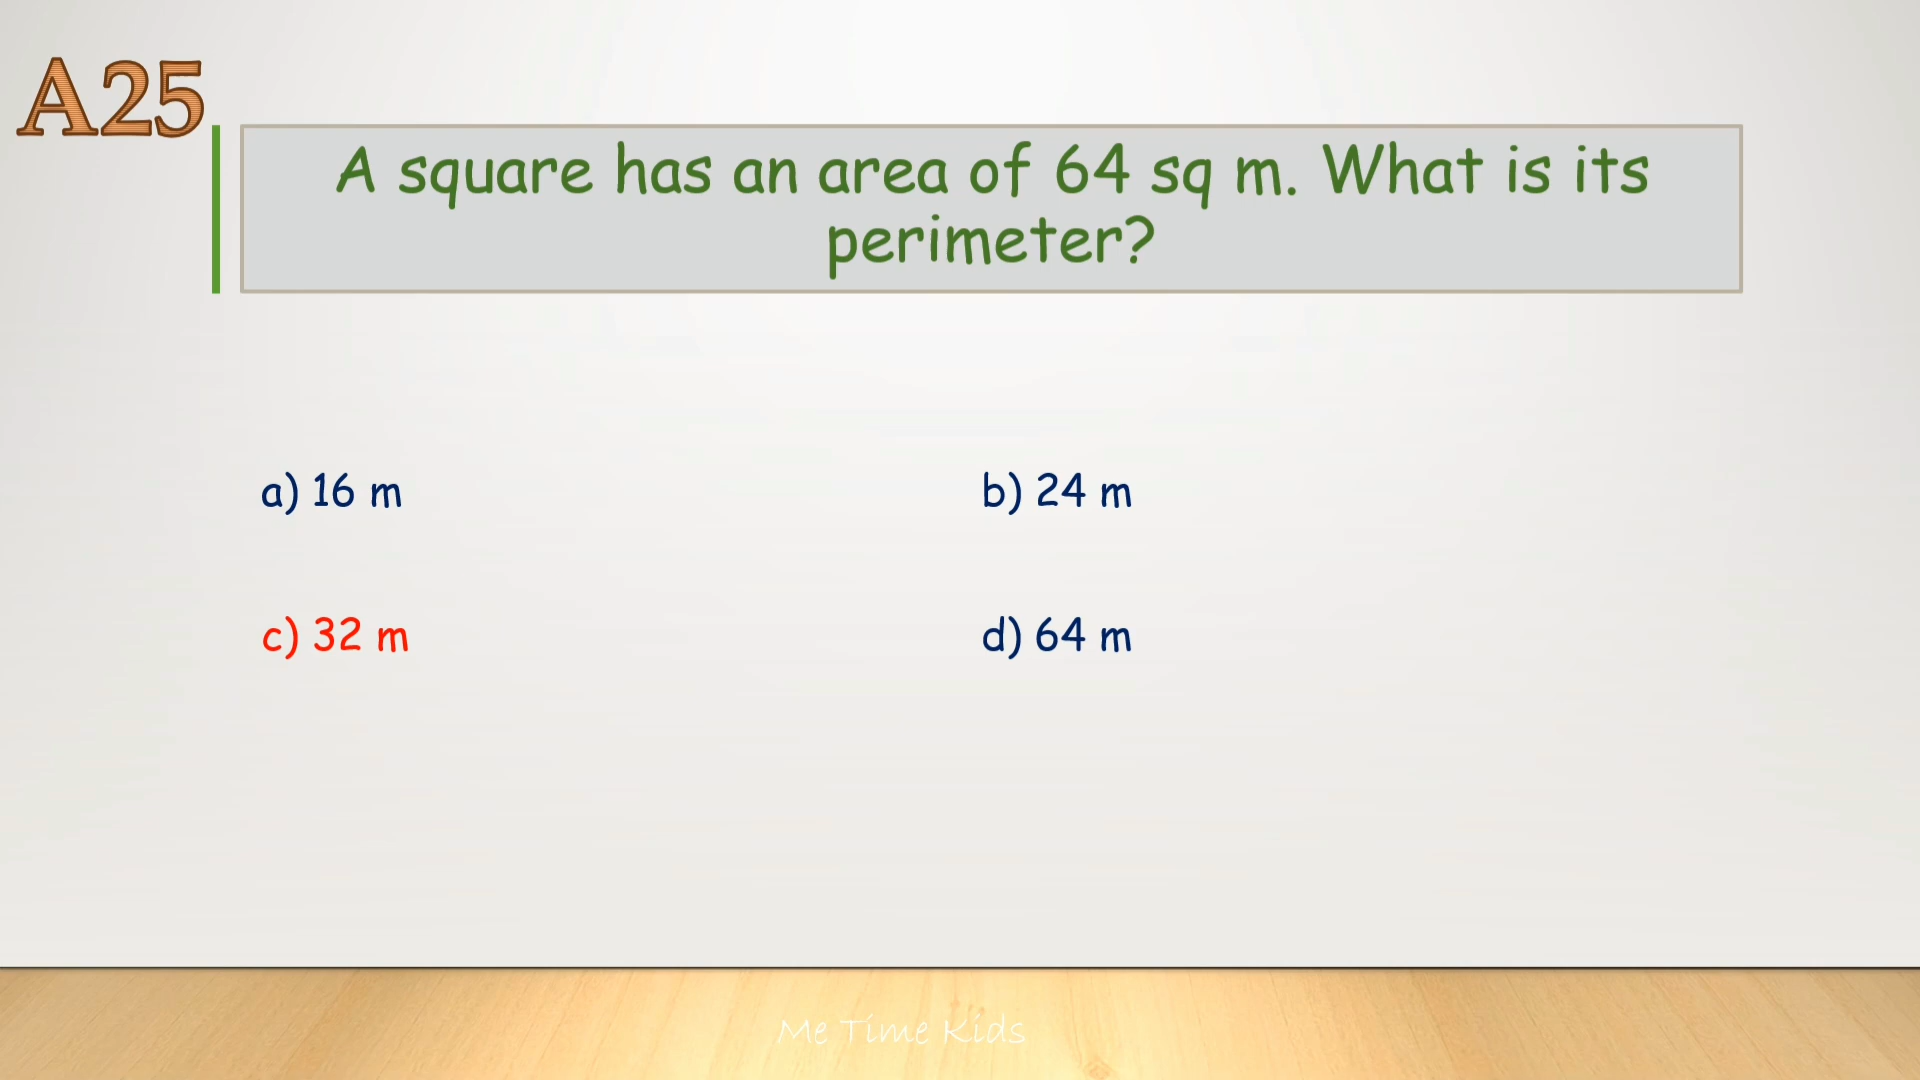 A25
A square has an area of 64 sq m. What is its
perimeter?
a) 16 m
b) 24 m
c) 32 m
d) 64 m
Me Time Kids